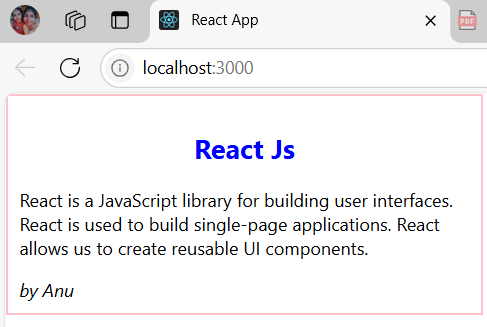 React App
PDF
localhost:3000
React Js
React is a JavaScript library for building user interfaces.
React is used to build single-page applications. React
allows us to create reusable UI components.
by Anu